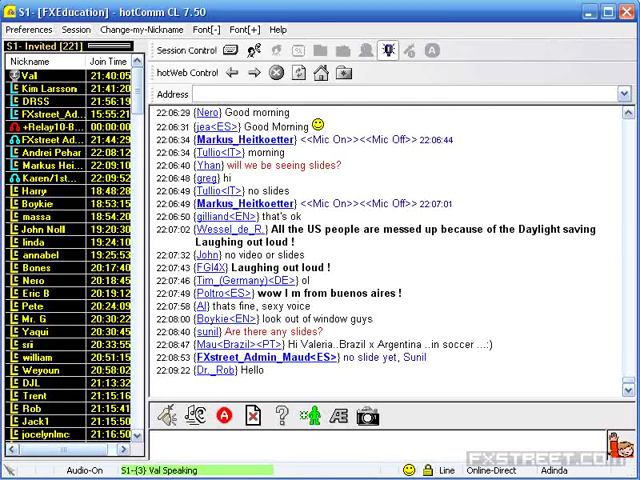 S1- [FXEducation] - hotComm CL 7.50
Preferences Session Change-my-Nickname Font[-] Font[+] Help
S1- Invited [221]
Nickname Join Time
Val 21:40:05
Kim Larsson 21:41:20
DRSS 21:56:19
FXstreet_Ad... 15:55:21
+Relay10-B... 00:00:00
FXstreet Ad... 21:44:29
Andrei Pehar 22:08:12
Markus Hei... 22:09:10
Karen/1st... 22:09:52
Harry 18:48:28
Boykie 18:53:15
massa 18:54:20
John Noll 19:20:30
linda 19:24:10
annabel 19:25:53
Bones 20:17:40
Nero 20:18:45
Eric B 20:19:12
Pete 20:24:09
Mr. G 20:32:00
Yaqui 20:32:50
sri 20:33:55
william 20:51:15
Weyoun 20:58:20
DJL 21:13:32
Trent 21:15:16
Rob 21:15:41
Jack1 21:16:50
jocelynlmc 21:16:50
Session Control
hotWeb Control
Address
22:06:29 {Nero} Good morning
22:06:31 {jea<ES>} Good Morning
22:06:34 {Markus_Heitkoetter} <<Mic On>><<Mic Off>> 22:06:44
22:06:34 {Tullio<IT>} morning
22:06:40 {Yhan} will we be seeing slides?
22:06:48 {greg} hi
22:06:49 {Tullio<IT>} no slides
22:06:49 {Markus_Heitkoetter} <<Mic On>><<Mic Off>> 22:07:01
22:06:50 {gilliand<EN>} that's ok
22:07:02 {Wessel_de_R.} All the US people are messed up because of the Daylight saving
Laughing out loud !
22:07:32 {John} no video or slides
22:07:43 {FGI4X} Laughing out loud !
22:07:46 {Tim_(Germany)<DE>} ol
22:07:49 {Poltro<ES>} wow I m from buenos aires !
22:07:58 {Al} thats fine, sexy voice
22:08:00 {Boykie<EN>} look out of window guys
22:08:40 {sunil} Are there any slides?
22:08:47 {Mau<Brazil><PT>} Hi Valeria..Brazil x Argentina ..in soccer ...:)
22:08:53 {FXstreet_Admin_Maud<ES>} no slide yet, Sunil
22:09:22 {Dr._Rob} Hello
FXSTREET.COM
Audio-On S1-{3} Val Speaking Line Online-Direct Adinda